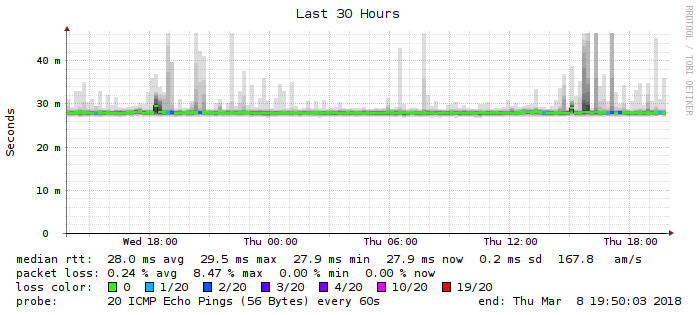 Last 30 Hours
RRDTOOL / TOBI OETIKER
Seconds
40 m
30 m
20 m
10 m
0
Wed 18:00 Thu 00:00 Thu 06:00 Thu 12:00 Thu 18:00
median rtt: 28.0 ms avg 29.5 ms max 27.9 ms min 27.9 ms now 0.2 ms sd 167.8 am/s
packet loss: 0.24 % avg 8.47 % max 0.00 % min 0.00 % now
loss color: 0 1/20 2/20 3/20 4/20 10/20 19/20
probe: 20 ICMP Echo Pings (56 Bytes) every 60s end: Thu Mar 8 19:50:03 2018